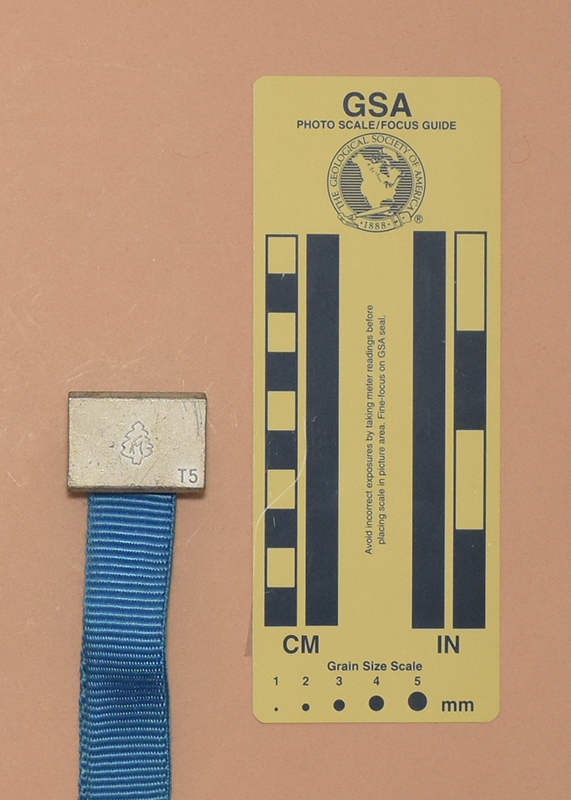 GSA
PHOTO SCALE/FOCUS GUIDE
THE GEOLOGICAL SOCIETY OF AMERICA
·1888·
®
Avoid incorrect exposures by taking meter readings before
placing scale in picture area. Fine-focus on GSA seal.
M
T5
CM
IN
Grain Size Scale
1 2 3 4 5
mm